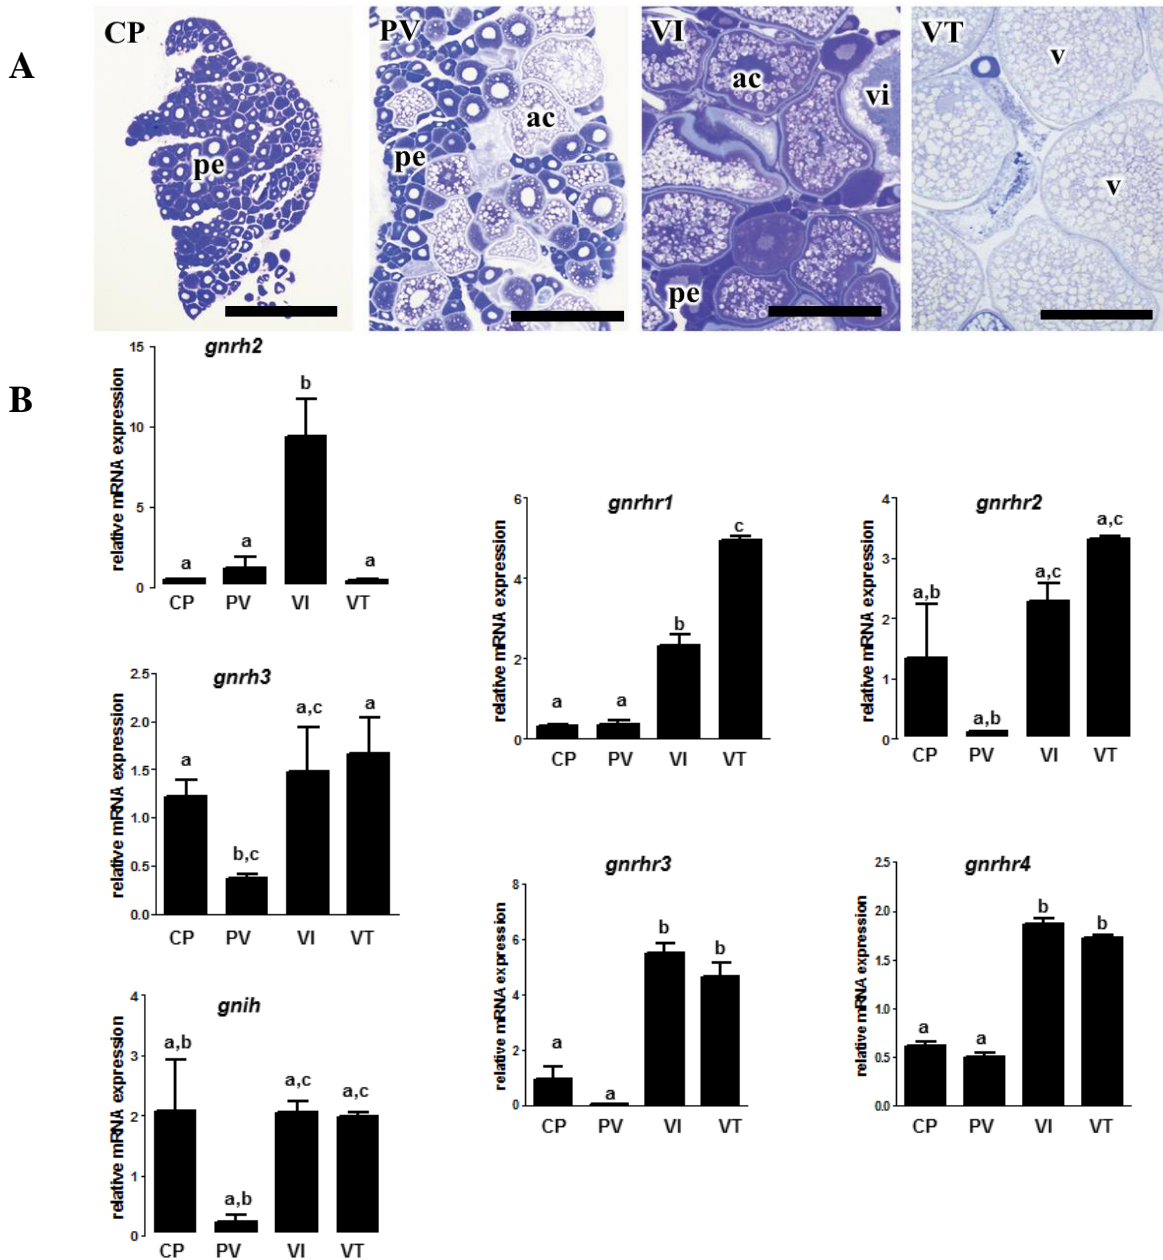 A
CP
pe
PV
ac
pe
VI
ac
vi
pe
VT
v
v
B
gnrh2
relative mRNA expression
15
10
5
0
a
a
b
a
CP PV VI VT
gnrh3
relative mRNA expression
2.5
2.0
1.5
1.0
0.5
0.0
a
b,c
a,c
a
CP PV VI VT
gnih
relative mRNA expression
4
3
2
1
0
a,b
a,b
a,c
a,c
CP PV VI VT
gnrhr1
relative mRNA expression
6
4
2
0
a
a
b
c
CP PV VI VT
gnrhr2
relative mRNA expression
4
3
2
1
0
a,b
a,b
a,c
a,c
CP PV VI VT
gnrhr3
relative mRNA expression
8
6
4
2
0
a
a
b
b
CP PV VI VT
gnrhr4
relative mRNA expression
2.5
2.0
1.5
1.0
0.5
0.0
a
a
b
b
CP PV VI VT